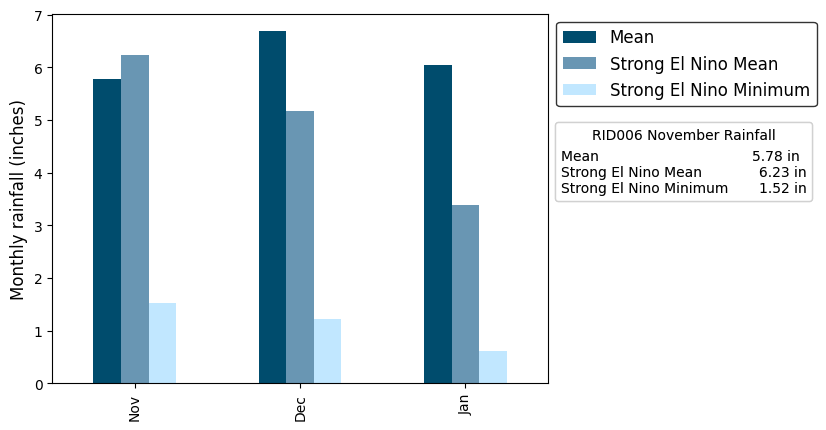 Monthly rainfall (inches)
7
6
5
4
3
2
1
0
Nov
Dec
Jan
Mean
Strong El Nino Mean
Strong El Nino Minimum
RID006 November Rainfall
Mean 5.78 in
Strong El Nino Mean 6.23 in
Strong El Nino Minimum 1.52 in